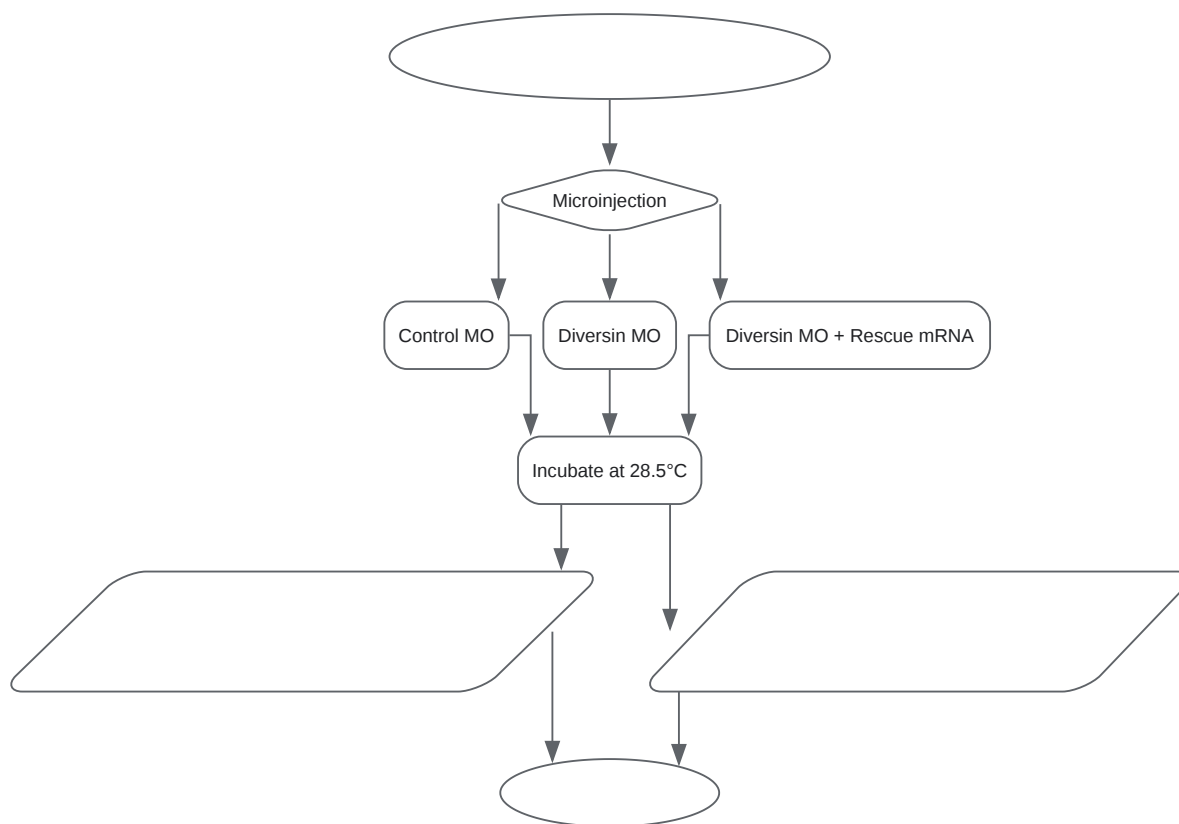 Microinjection
Control MO
Diversin MO
Diversin MO + Rescue mRNA
Incubate at 28.5°C